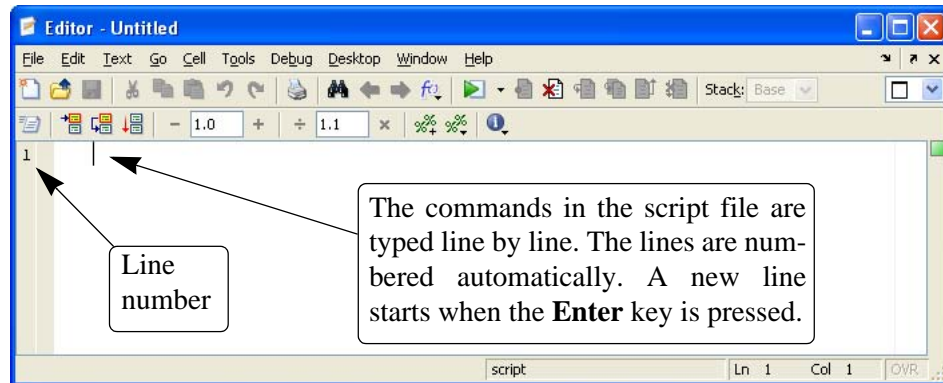 Editor - Untitled
File Edit Text Go Cell Tools Debug Desktop Window Help
Stack: Base
1.0
1.1
1
The commands in the script file are
typed line by line. The lines are num-
bered automatically. A new line
starts when the Enter key is pressed.
Line
number
script
Ln 1
Col 1
OVR